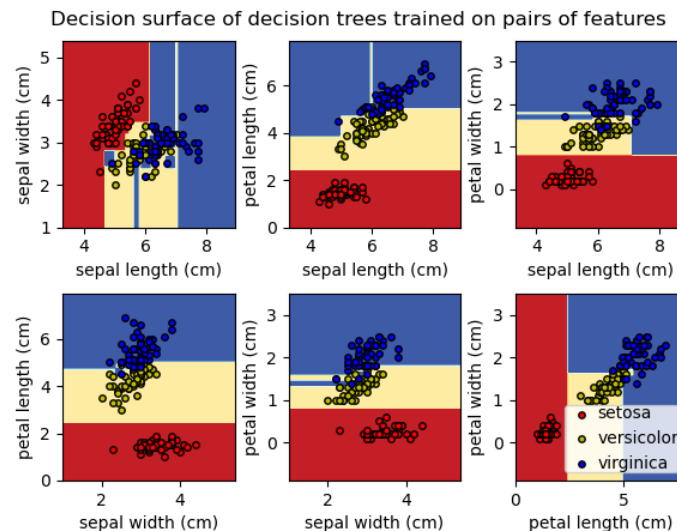 Decision surface of decision trees trained on pairs of features
sepal width (cm)
5
4
3
2
1
4 6 8
sepal length (cm)
petal length (cm)
6
4
2
0
4 6 8
sepal length (cm)
petal width (cm)
3
2
1
0
4 6 8
sepal length (cm)
petal length (cm)
6
4
2
0
2 4
sepal width (cm)
petal width (cm)
3
2
1
0
2 4
sepal width (cm)
petal width (cm)
3
2
1
0
0 5
petal length (cm)
setosa
versicolor
virginica